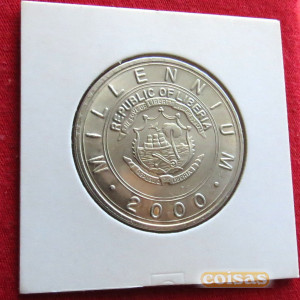 MILLENNIUM
REPUBLIC OF LIBERIA
· 2000 ·
coisas